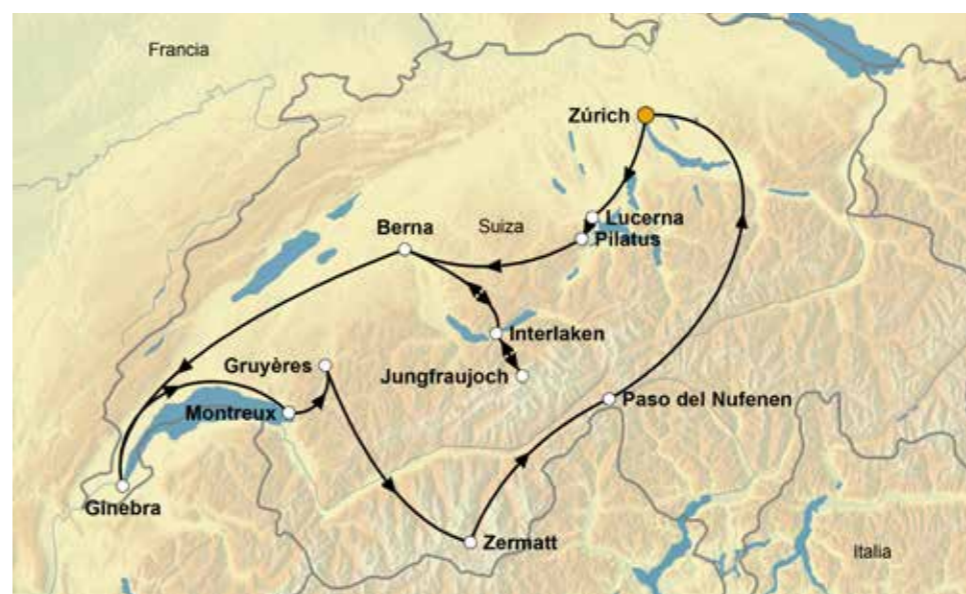 Francia
Zúrich
Lucerna
Pilatus
Suiza
Berna
Interlaken
Jungfraujoch
Gruyères
Montreux
Paso del Nufenen
Ginebra
Zermatt
Italia